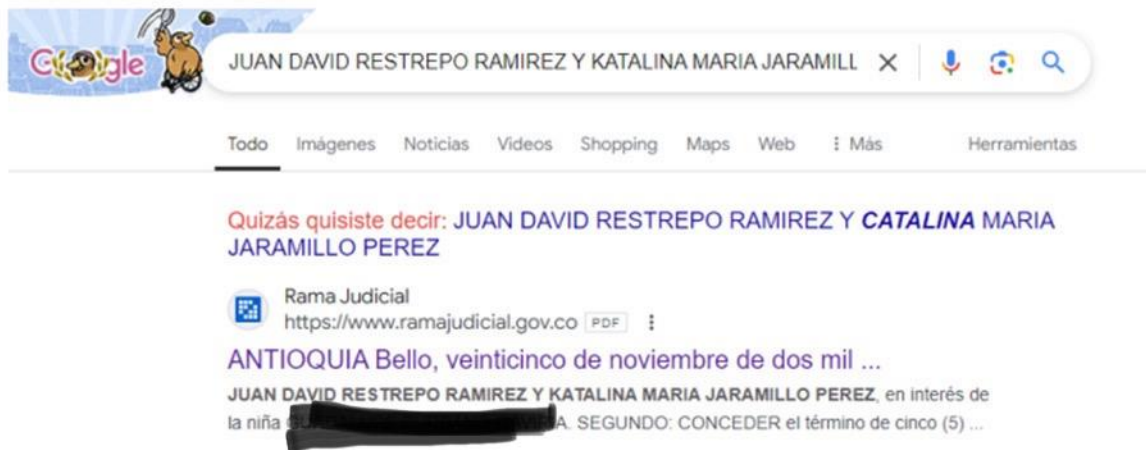 Google
JUAN DAVID RESTREPO RAMIREZ Y KATALINA MARIA JARAMILL
Todo Imágenes Noticias Videos Shopping Maps Web Más Herramientas
Quizás quisiste decir: JUAN DAVID RESTREPO RAMIREZ Y CATALINA MARIA
JARAMILLO PEREZ
Rama Judicial
https://www.ramajudicial.gov.co PDF
ANTIOQUIA Bello, veinticinco de noviembre de dos mil ...
JUAN DAVID RESTREPO RAMIREZ Y KATALINA MARIA JARAMILLO PEREZ, en interés de
la niña SEGUNDO: CONCEDER el término de cinco (5) ...